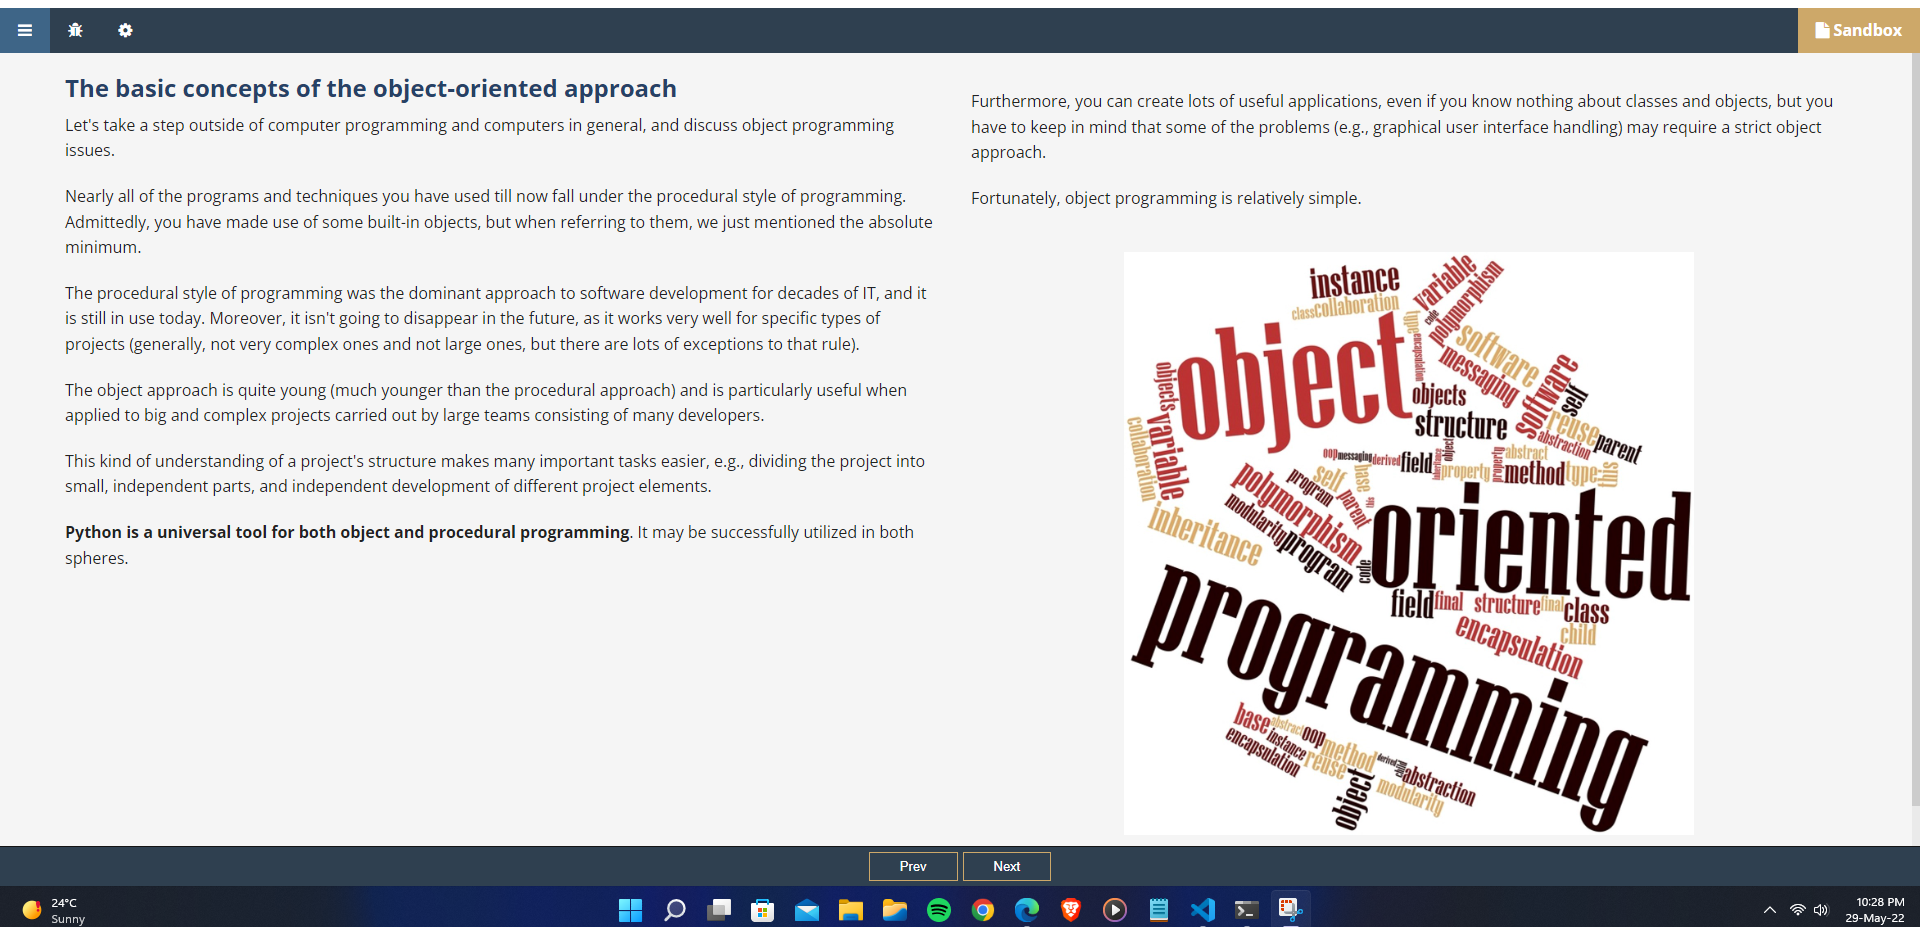 Sandbox
The basic concepts of the object-oriented approach
Let's take a step outside of computer programming and computers in general, and discuss object programming
issues.
Nearly all of the programs and techniques you have used till now fall under the procedural style of programming.
Admittedly, you have made use of some built-in objects, but when referring to them, we just mentioned the absolute
minimum.
The procedural style of programming was the dominant approach to software development for decades of IT, and it
is still in use today. Moreover, it isn't going to disappear in the future, as it works very well for specific types of
projects (generally, not very complex ones and not large ones, but there are lots of exceptions to that rule).
The object approach is quite young (much younger than the procedural approach) and is particularly useful when
applied to big and complex projects carried out by large teams consisting of many developers.
This kind of understanding of a project's structure makes many important tasks easier, e.g., dividing the project into
small, independent parts, and independent development of different project elements.
Python is a universal tool for both object and procedural programming. It may be successfully utilized in both
spheres.
Furthermore, you can create lots of useful applications, even if you know nothing about classes and objects, but you
have to keep in mind that some of the problems (e.g., graphical user interface handling) may require a strict object
approach.
Fortunately, object programming is relatively simple.
instance
class
collaboration
variable
polymorphism
code
type
encapsulation
software
messaging
object
objects
variable
collaboration
objects
structure
software
self
reuse
abstraction
parent
oop
messaging
derived
field
inheritance
object
property
property
abstract
method
type
this
polymorphism
program
self
base
parent
this
modularity
program
code
inheritance
oriented
field
final
structure
final
class
child
encapsulation
programming
base
abstract
oop
instance
encapsulation
method
reuse
derived
child
abstraction
modularity
object
Prev
Next
24°C
Sunny
10:28 PM
29-May-22